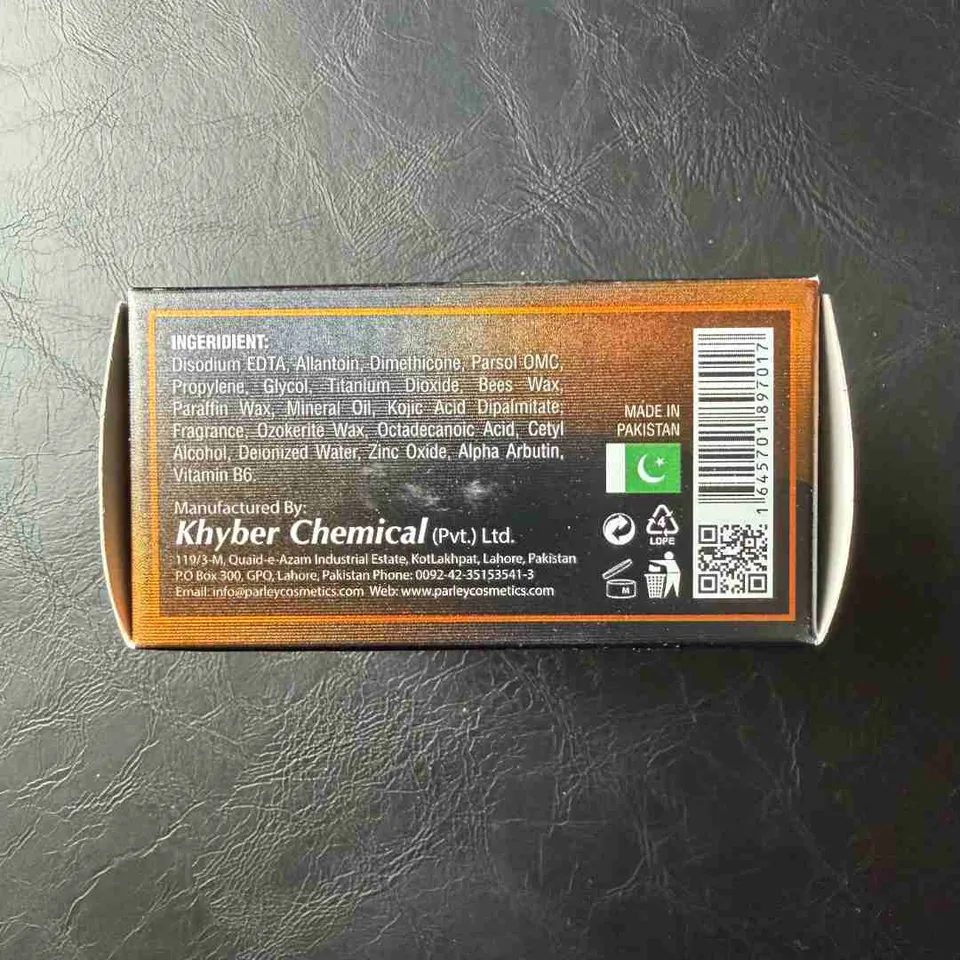 INGERIDIENT:
Disodium EDTA, Allantoin, Dimethicone, Parsol OMC,
Propylene, Glycol, Titanium Dioxide, Bees Wax,
Paraffin Wax, Mineral Oil, Kojic Acid Dipalmitate,
Fragrance, Ozokerite Wax, Octadecanoic Acid, Cetyl
Alcohol, Deionized Water, Zinc Oxide, Alpha Arbutin,
Vitamin B6.
Manufactured By:
Khyber Chemical (Pvt.) Ltd.
119/3-M, Quaid-e-Azam Industrial Estate, KotLakhpat, Lahore, Pakistan
P.O Box 300, GPO, Lahore, Pakistan Phone: 0092-42-35153541-3
Email: info@parleycosmetics.com Web: www.parleycosmetics.com
MADE IN
PAKISTAN
4
LDPE
M
1 645701 897017